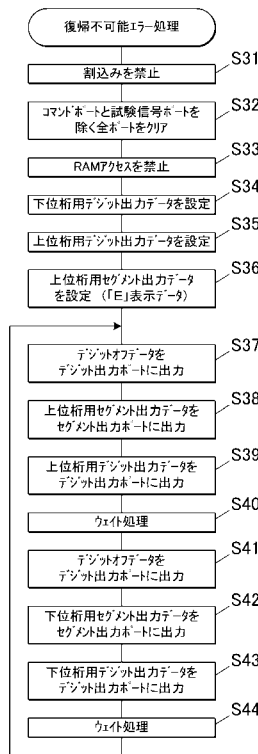 復帰不可能エラー処理
S31
割込みを禁止
S32
コマンドポートと試験信号ポートを
除く全ポートをクリア
S33
RAMアクセスを禁止
S34
下位桁用デジット出力データを設定
S35
上位桁用デジット出力データを設定
S36
上位桁用セグメント出力データ
を設定 (「E」表示データ)
S37
デジットオフデータを
デジット出力ポートに出力
S38
上位桁用セグメント出力データを
セグメント出力ポートに出力
S39
上位桁用デジット出力データを
デジット出力ポートに出力
S40
ウェイト処理
S41
デジットオフデータを
デジット出力ポートに出力
S42
下位桁用セグメント出力データを
セグメント出力ポートに出力
S43
下位桁用デジット出力データを
デジット出力ポートに出力
S44
ウェイト処理